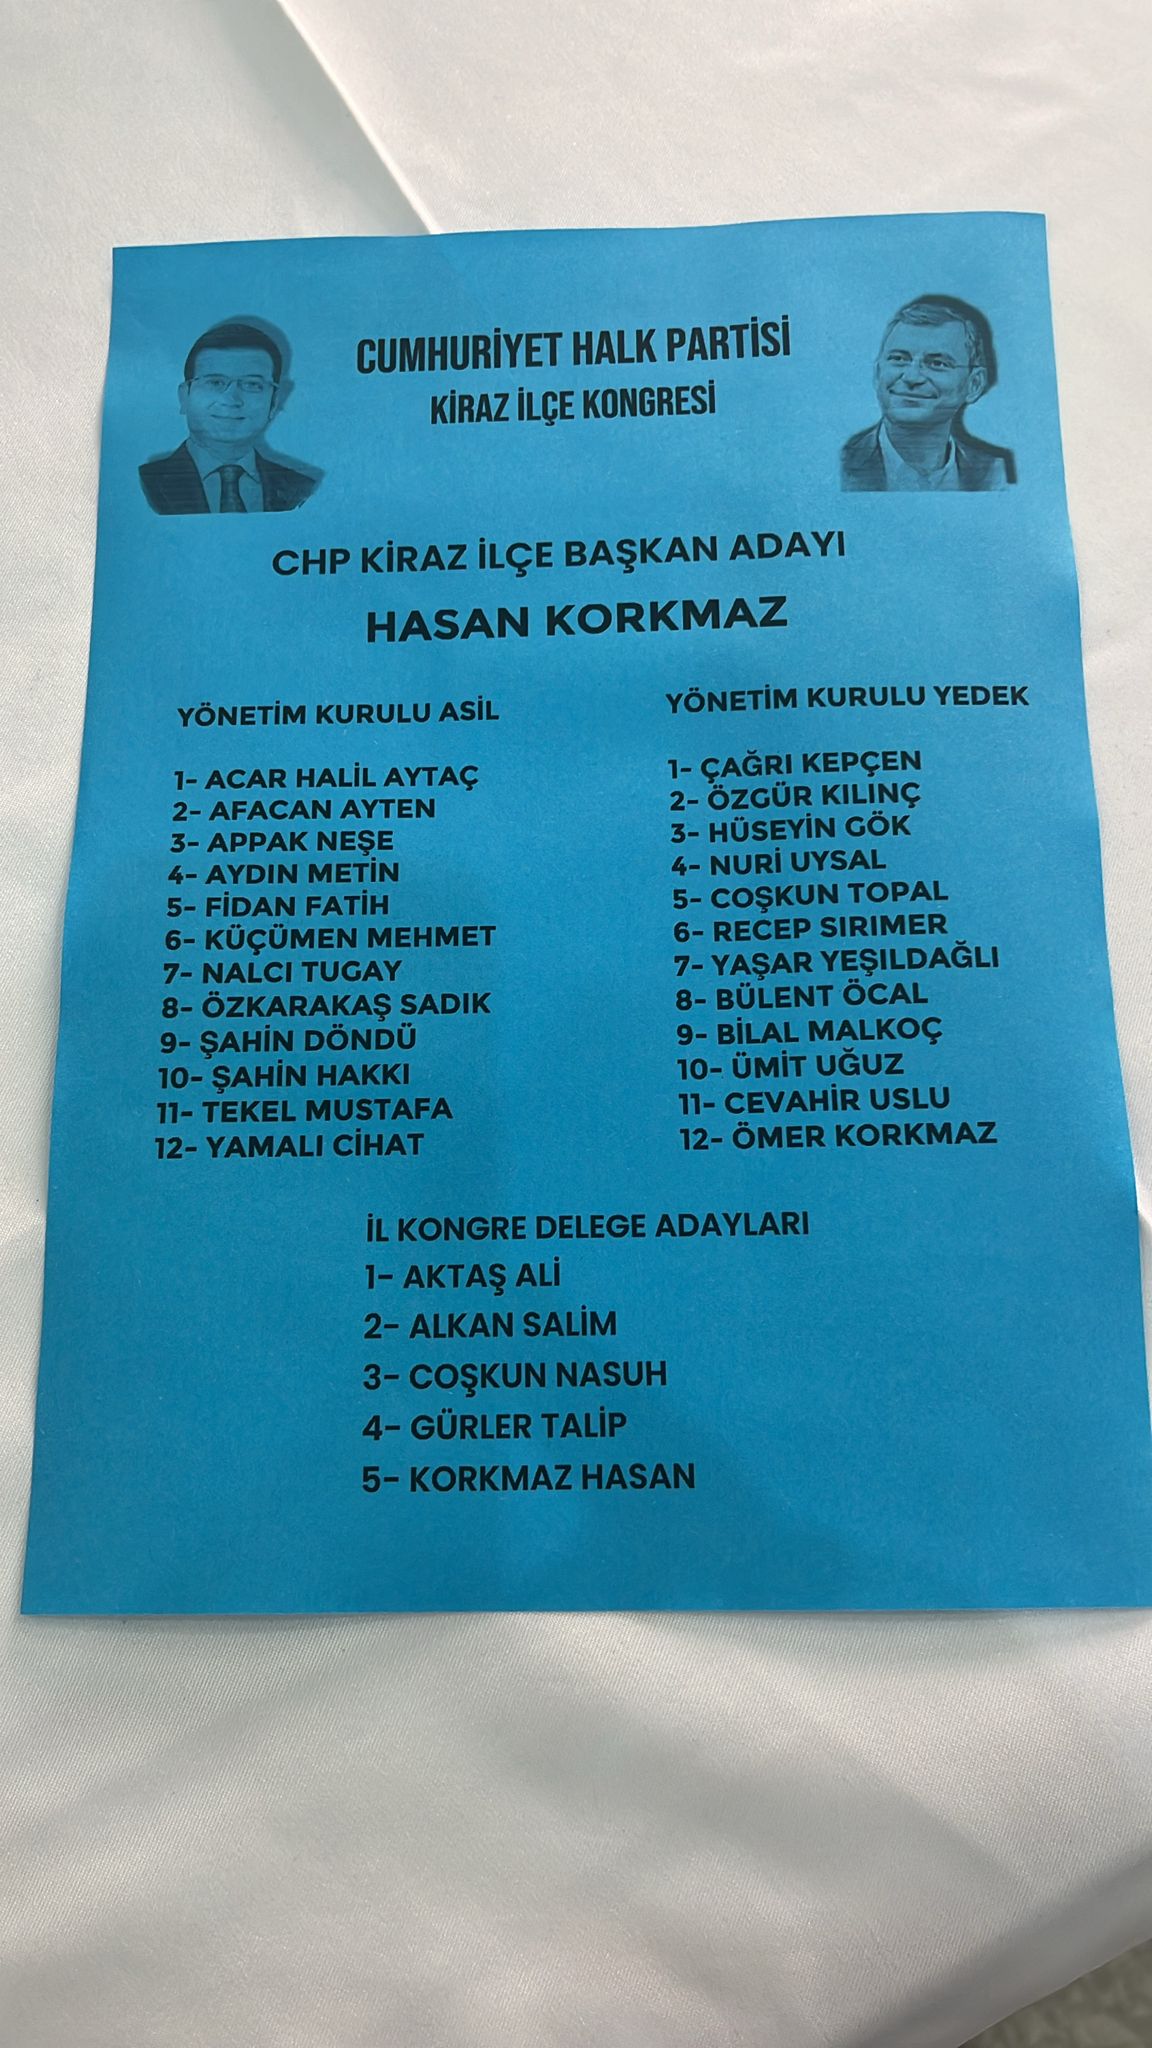 CUMHURİYET HALK PARTİSİ
KİRAZ İLÇE KONGRESİ
CHP KİRAZ İLÇE BAŞKAN ADAYI
HASAN KORKMAZ
YÖNETİM KURULU ASİL
1- ACAR HALİL AYTAÇ
2- AFACAN AYTEN
3- APPAK NEŞE
4- AYDIN METİN
5- FİDAN FATİH
6- KÜÇÜMEN MEHMET
7- NALCI TUGAY
8- ÖZKARAKAŞ SADIK
9- ŞAHİN DÖNDÜ
10- ŞAHİN HAKKI
11- TEKEL MUSTAFA
12- YAMALI CİHAT
YÖNETİM KURULU YEDEK
1- ÇAĞRI KEPÇEN
2- ÖZGÜR KILINÇ
3- HÜSEYİN GÖK
4- NURİ UYSAL
5- COŞKUN TOPAL
6- RECEP SIRIMER
7- YAŞAR YEŞILDAĞLI
8- BÜLENT ÖCAL
9- BİLAL MALKOÇ
10- ÜMİT UĞUZ
11- CEVAHİR USLU
12- ÖMER KORKMAZ
İL KONGRE DELEGE ADAYLARI
1- AKTAŞ ALİ
2- ALKAN SALİM
3- COŞKUN NASUH
4- GÜRLER TALİP
5- KORKMAZ HASAN